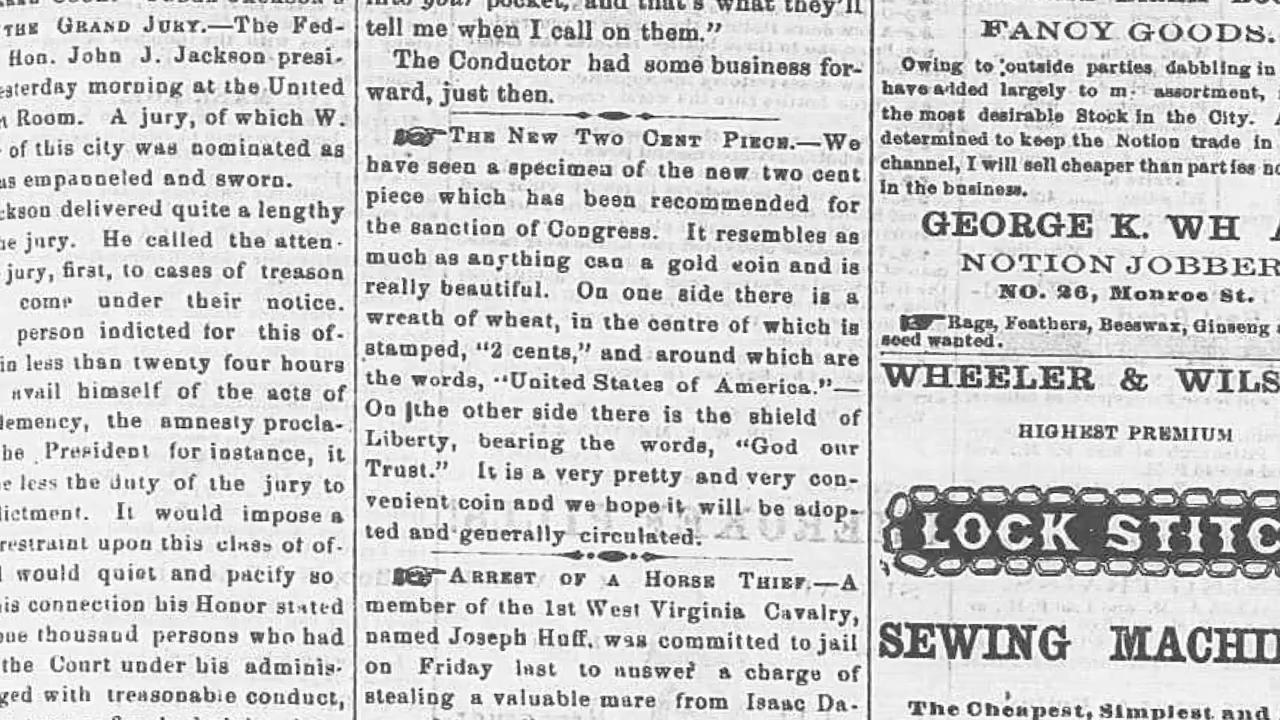 THE GRAND JURY.—The Fed-
Hon. John J. Jackson presi-
yesterday morning at the United
Room. A jury, of which W.
of this city was nominated as
as empanneled and sworn.
ckson delivered quite a lengthy
he jury. He called the atten-
jury, first, to cases of treason
come under their notice.
person indicted for this of-
in less than twenty four hours
avail himself of the acts of
lemency, the amnesty procla-
he President for instance, it
e less the duty of the jury to
dictment. It would impose a
restraint upon this class of of-
would quiet and pacify so
is connection his Honor stated
one thousand persons who had
the Court under his adminis-
ged with treasonable conduct,
into your pocket, and that's what they'll
tell me when I call on them."
The Conductor had some business for-
ward, just then.
THE NEW TWO CENT PIECE.—We
have seen a specimen of the new two cent
piece which has been recommended for
the sanction of Congress. It resembles as
much as anything can a gold coin and is
really beautiful. On one side there is a
wreath of wheat, in the centre of which is
stamped, "2 cents," and around which are
the words, "United States of America."—
On the other side there is the shield of
Liberty, bearing the words, "God our
Trust." It is a very pretty and very con-
venient coin and we hope it will be adop-
ted and generally circulated.
ARREST OF A HORSE THIEF.—A
member of the 1st West Virginia Cavalry,
named Joseph Huff, was committed to jail
on Friday last to answer a charge of
stealing a valuable mare from Isaac Da-
FANCY GOODS.
Owing to outside parties dabbling in
have added largely to m assortment,
the most desirable Stock in the City.
determined to keep the Notion trade in
channel, I will sell cheaper than parties no
in the business.
GEORGE K. WH
NOTION JOBBER
NO. 26, Monroe St.
Rags, Feathers, Beeswax, Ginseng
seed wanted.
WHEELER & WILS
HIGHEST PREMIUM
LOCK STITC
SEWING MACHI
The Cheapest, Simplest and